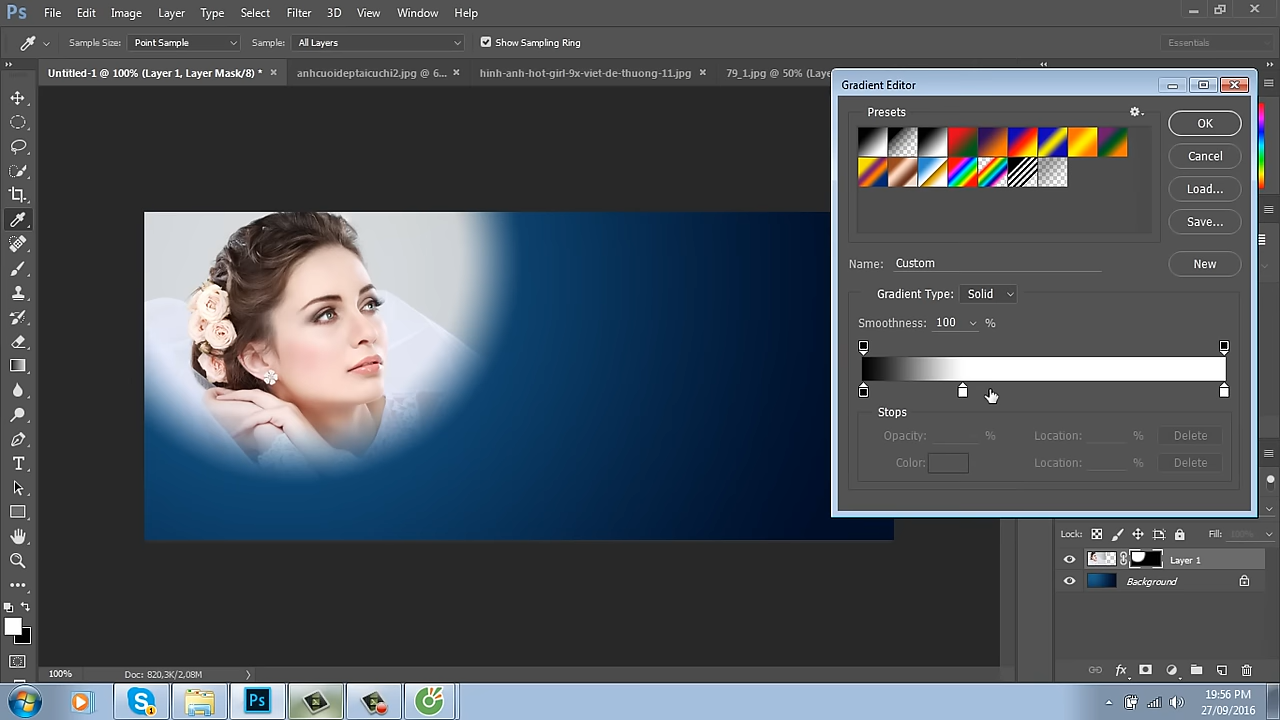 Ps File Edit Image Layer Type Select Filter 3D View Window Help
Sample Size: Point Sample Sample: All Layers Show Sampling Ring Essentials
Untitled-1 @ 100% (Layer 1, Layer Mask/8) * × anhcuoideptaicuchi2.jpg @ 6... × hinh-anh-hot-girl-9x-viet-de-thuong-11.jpg × 79_1.jpg @ 50% (Laye
Gradient Editor
Presets
OK
Cancel
Load...
Save...
Name: Custom New
Gradient Type: Solid
Smoothness: 100 %
Stops
Opacity: % Location: % Delete
Color: Location: % Delete
Lock: Fill: 100%
Layer 1
Background
fx
100% Doc: 820,3K/2,08M
Ps
19:56 PM
27/09/2016